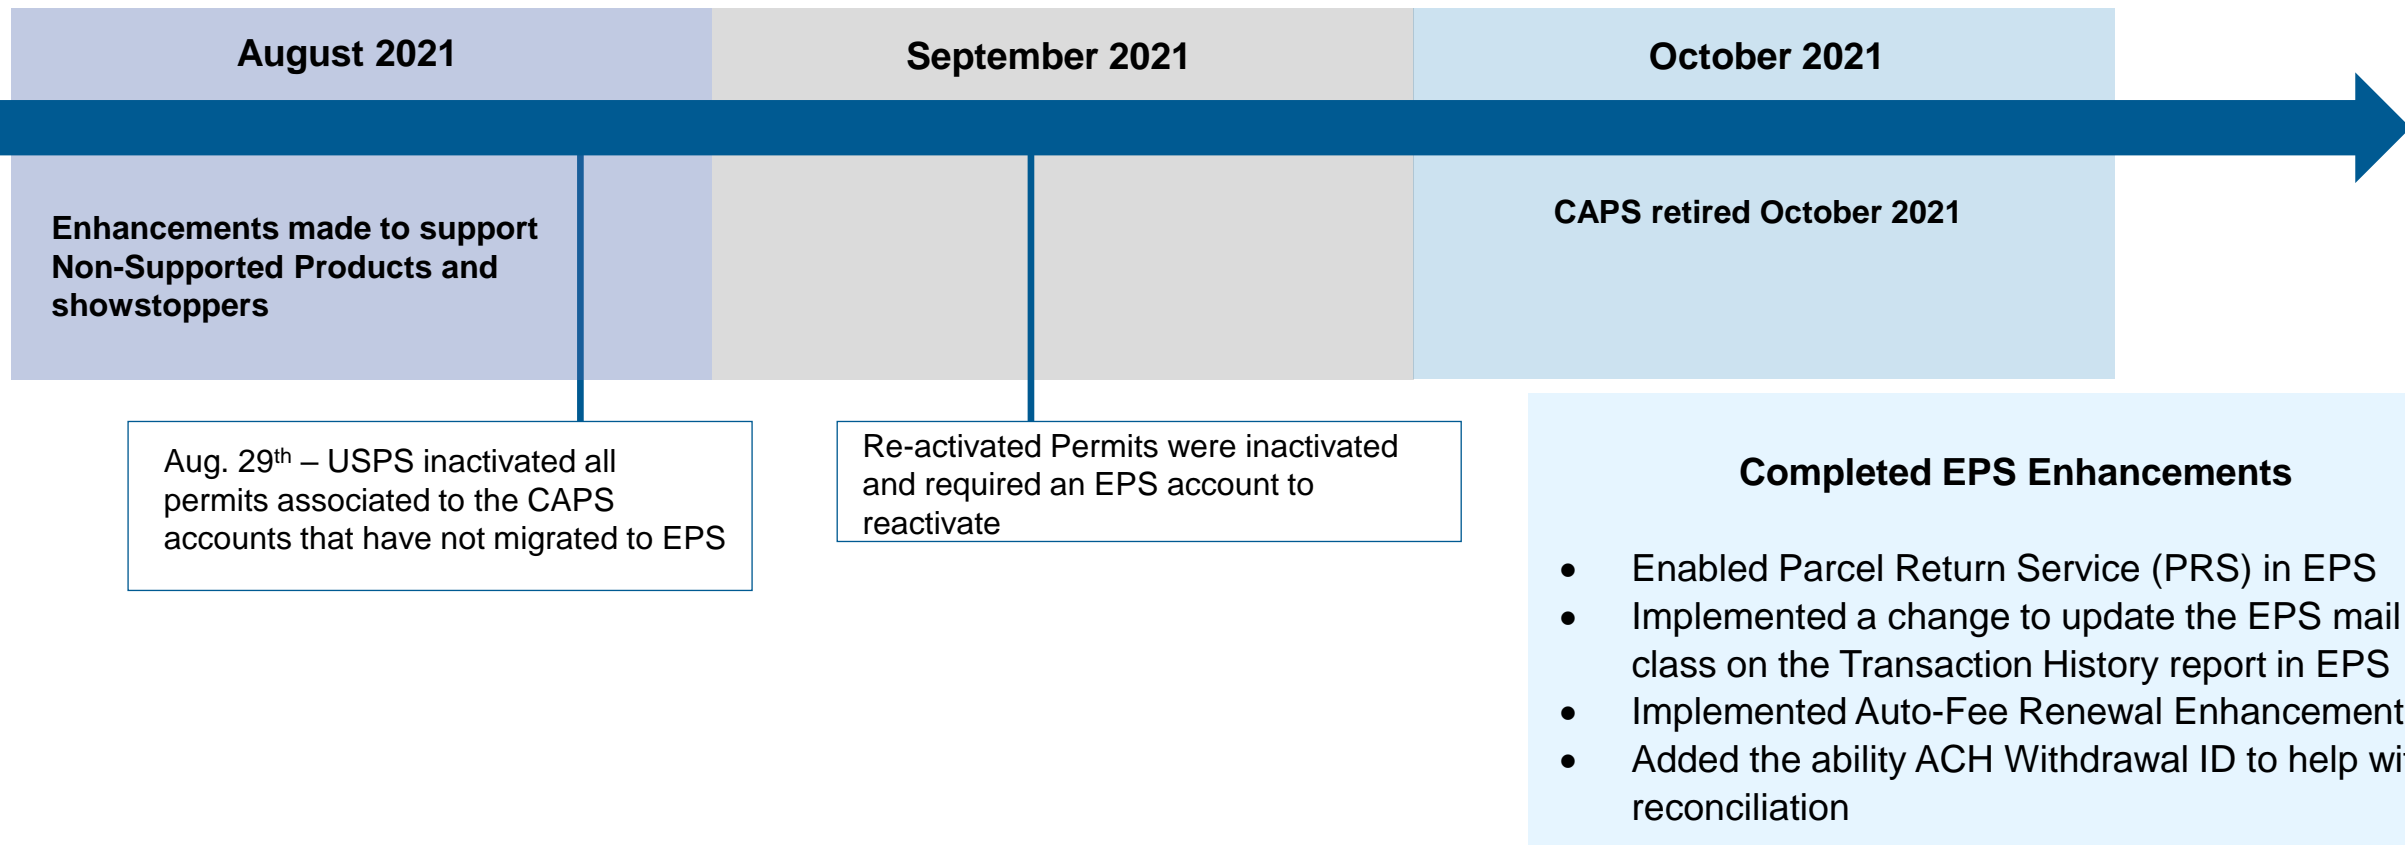 August 2021
September 2021
October 2021
Enhancements made to support
Non-Supported Products and
showstoppers
CAPS retired October 2021
Aug. 29th – USPS inactivated all
permits associated to the CAPS
accounts that have not migrated to EPS
Re-activated Permits were inactivated
and required an EPS account to
reactivate
Completed EPS Enhancements
• Enabled Parcel Return Service (PRS) in EPS
• Implemented a change to update the EPS mail
class on the Transaction History report in EPS
• Implemented Auto-Fee Renewal Enhancement
• Added the ability ACH Withdrawal ID to help
reconciliation